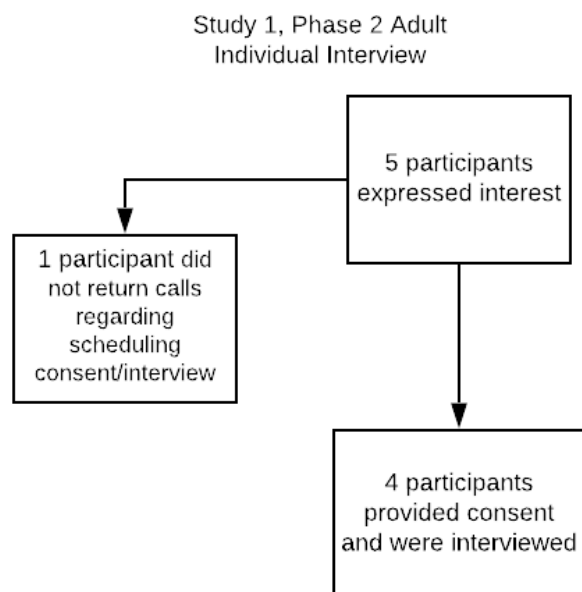 Study 1, Phase 2 Adult
Individual Interview
5 participants
expressed interest
1 participant did
not return calls
regarding
scheduling
consent/interview
4 participants
provided consent
and were interviewed